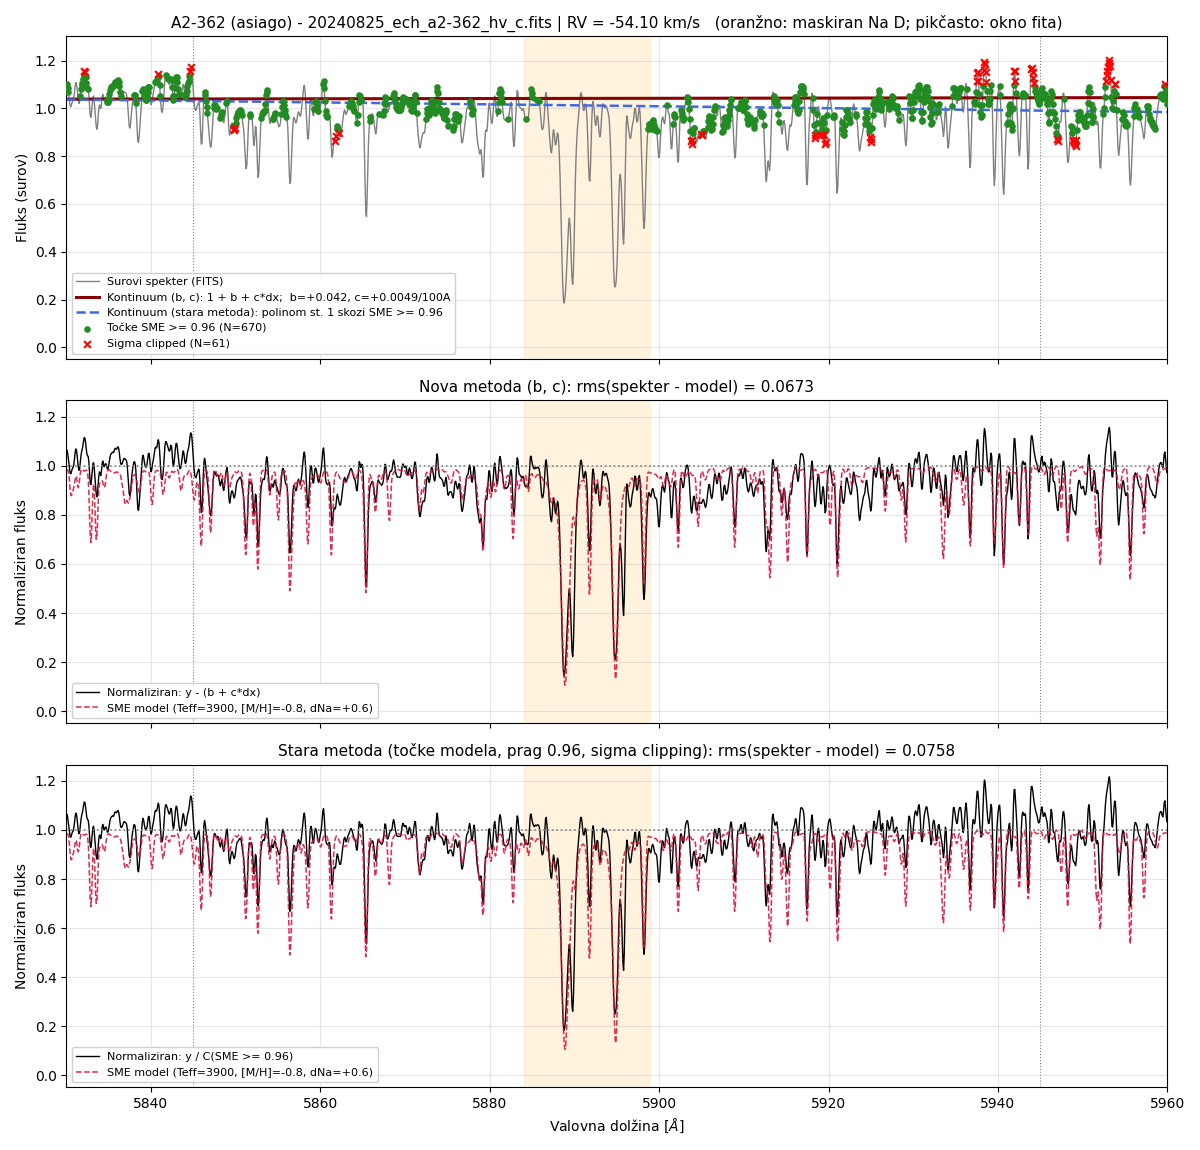 A2-362 (asiago) - 20240825_ech_a2-362_hv_c.fits | RV = -54.10 km/s   (oranžno: maskiran Na D; pikčasto: okno fita)
1.2
1.0
0.8
0.6
0.4
0.2
0.0
Fluks (surov)
Surovi spekter (FITS)
Kontinuum (b, c): 1 + b + c*dx;  b=+0.042, c=+0.0049/100A
Kontinuum (stara metoda): polinom st. 1 skozi SME >= 0.96
Točke SME >= 0.96 (N=670)
Sigma clipped (N=61)
Nova metoda (b, c): rms(spekter - model) = 0.0673
1.2
1.0
0.8
0.6
0.4
0.2
0.0
Normaliziran fluks
Normaliziran: y - (b + c*dx)
SME model (Teff=3900, [M/H]=-0.8, dNa=+0.6)
Stara metoda (točke modela, prag 0.96, sigma clipping): rms(spekter - model) = 0.0758
1.2
1.0
0.8
0.6
0.4
0.2
0.0
Normaliziran fluks
Normaliziran: y / C(SME >= 0.96)
SME model (Teff=3900, [M/H]=-0.8, dNa=+0.6)
5840 5860 5880 5900 5920 5940 5960
Valovna dolžina [Å]